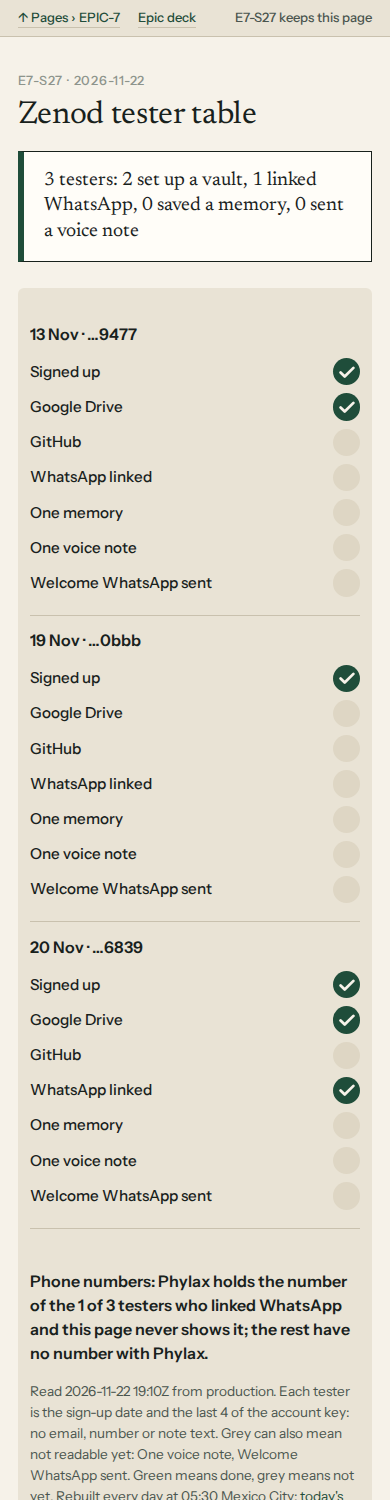 ↑ Pages › EPIC-7 Epic deck E7-S27 keeps this page
E7-S27 · 2026-11-22
Zenod tester table
3 testers: 2 set up a vault, 1 linked
WhatsApp, 0 saved a memory, 0 sent
a voice note
13 Nov · …9477
Signed up
Google Drive
GitHub
WhatsApp linked
One memory
One voice note
Welcome WhatsApp sent
19 Nov · …0bbb
Signed up
Google Drive
GitHub
WhatsApp linked
One memory
One voice note
Welcome WhatsApp sent
20 Nov · …6839
Signed up
Google Drive
GitHub
WhatsApp linked
One memory
One voice note
Welcome WhatsApp sent
Phone numbers: Phylax holds the number
of the 1 of 3 testers who linked WhatsApp
and this page never shows it; the rest have
no number with Phylax.
Read 2026-11-22 19:10Z from production. Each tester
is the sign-up date and the last 4 of the account key:
no email, number or note text. Grey can also mean
not readable yet: One voice note, Welcome
WhatsApp sent. Green means done, grey means not
yet. Rebuilt every day at 05:30 Mexico City; today's